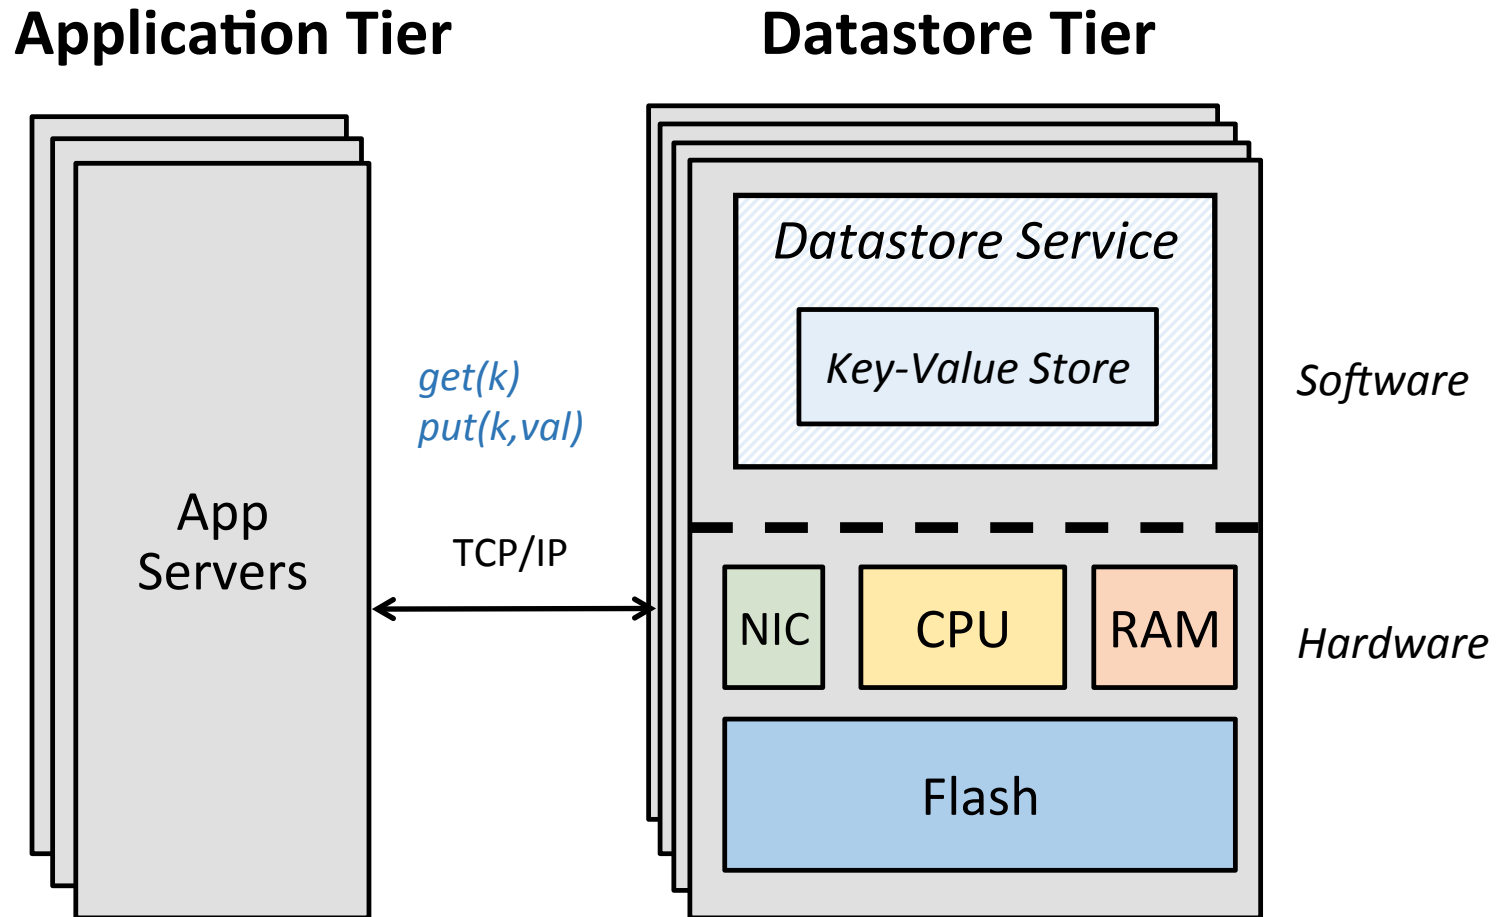 Application Tier
Datastore Tier
App
Servers
get(k)
put(k,val)
TCP/IP
Datastore Service
Key-Value Store
Software
NIC
CPU
RAM
Hardware
Flash